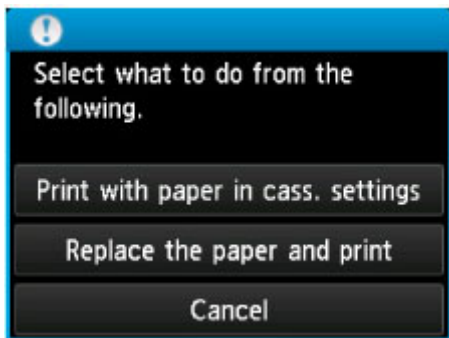 Select what to do from the
following.
Print with paper in cass. settings
Replace the paper and print
Cancel